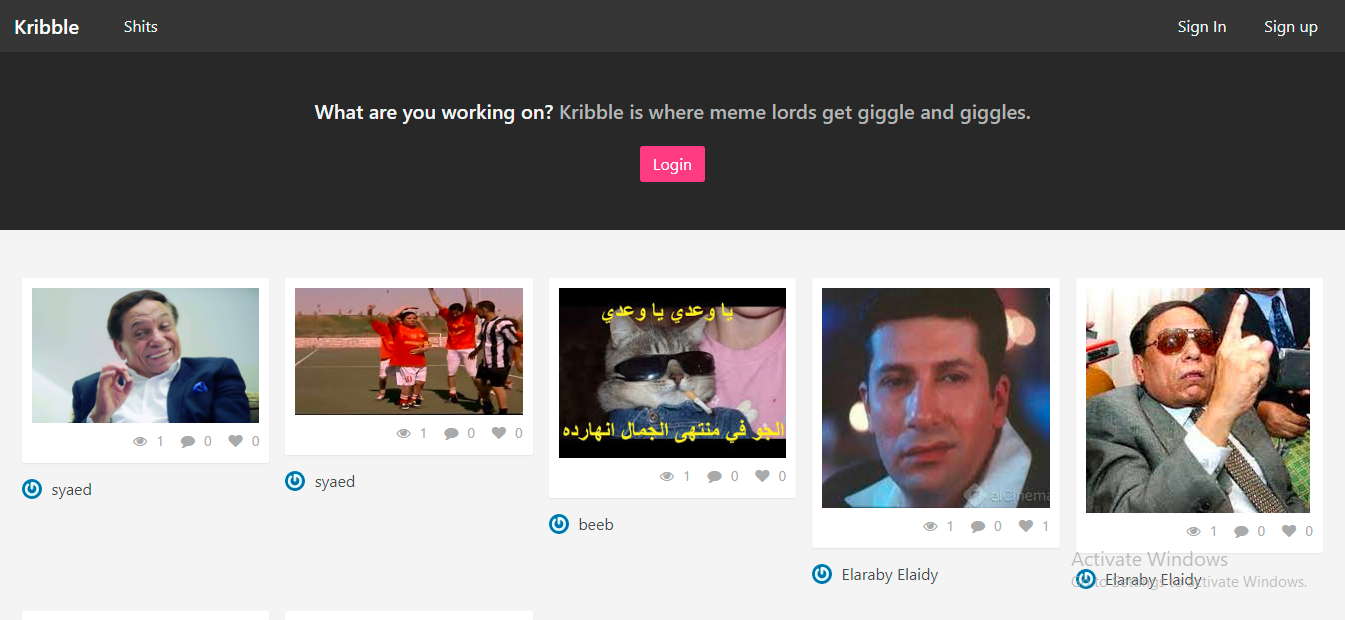 Kribble Shits Sign In Sign up
What are you working on? Kribble is where meme lords get giggle and giggles.
Login
1 0 0
syaed
1 0 0
syaed
يا وعدي يا وعدي
الجو في منتهى الجمال انهارده
1 0 0
beeb
elcinema
1 0 1
Elaraby Elaidy
1 0 0
Elaraby Elaidy
Activate Windows
Go to Settings to activate Windows.